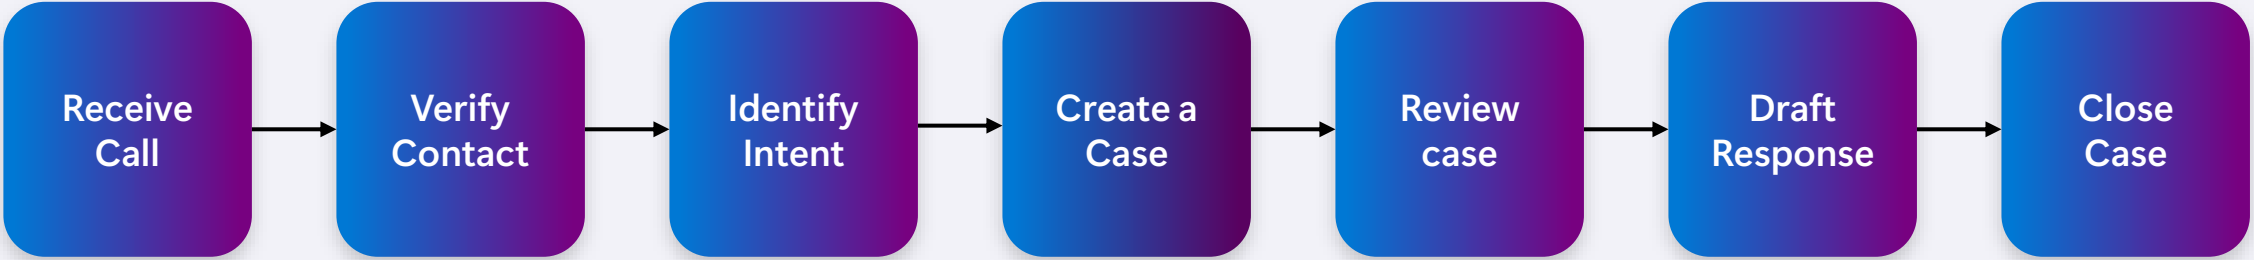 Receive
Call
Verify
Contact
Identify
Intent
Create a
Case
Review
case
Draft
Response
Close
Case